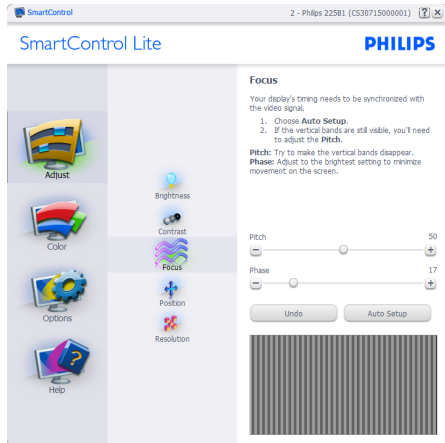 SmartControl
2 - Philips 225B1 (CS30715000001)
SmartControl Lite
PHILIPS
Adjust
Color
Options
Help
Brightness
Contrast
Focus
Position
Resolution
Focus
Your display's timing needs to be synchronized with
the video signal.
1. Choose Auto Setup.
2. If the vertical bands are still visible, you'll need
to adjust the Pitch.
Pitch: Try to make the vertical bands disappear.
Phase: Adjust to the brightest setting to minimize
movement on the screen.
Pitch 50
Phase 17
Undo Auto Setup